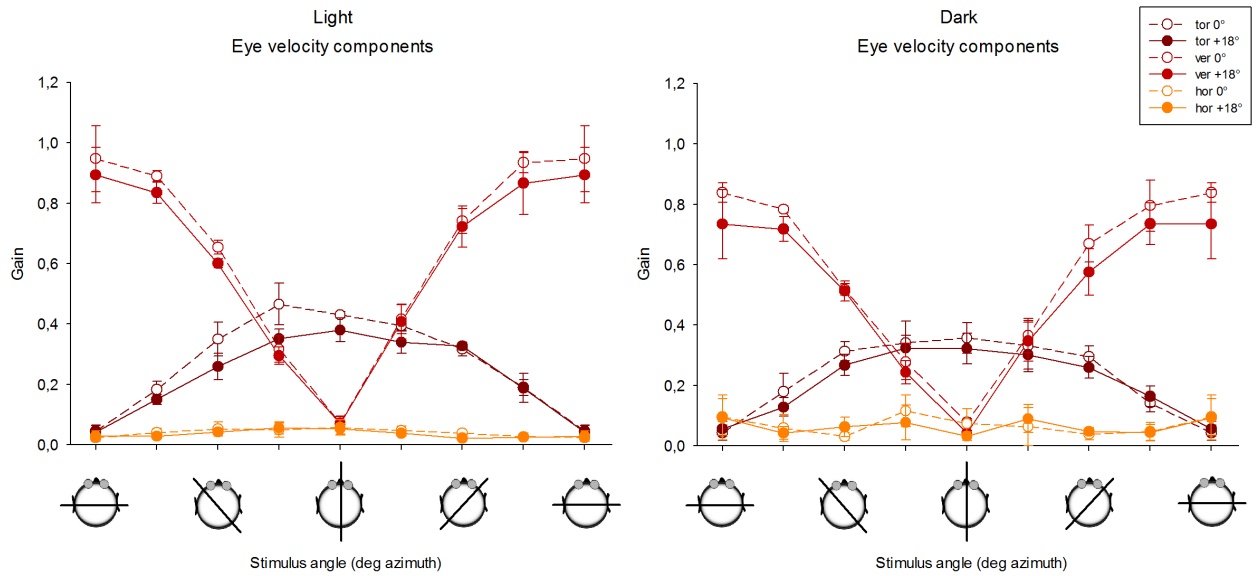 Light
Eye velocity components
1,2
1,0
0,8
0,6
0,4
0,2
0,0
Gain
Stimulus angle (deg azimuth)
Dark
Eye velocity components
1,2
1,0
0,8
0,6
0,4
0,2
0,0
Gain
Stimulus angle (deg azimuth)
tor 0°
tor +18°
ver 0°
ver +18°
hor 0°
hor +18°